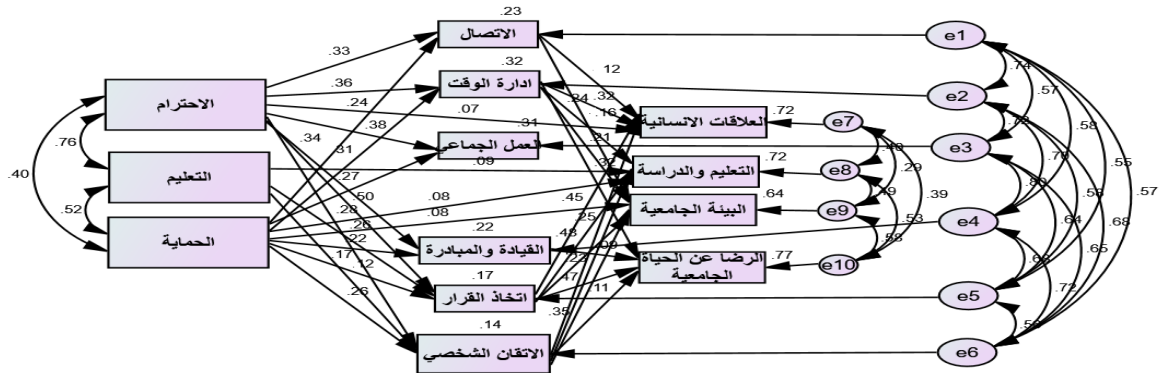 .23
الاتصال
e1
.33
.12
.74
.32
.36
ادارة الوقت
e2
.57
.24
.32
.16
.07
.24
الاحترام
.38
.31
العلاقات الانسانية
.72
e7
.58
.34
.31
.21
العمل الجماعي
e3
.76
.09
.29
.55
.57
.40
التعليم
.27
التعليم والدراسة
.72
e8
.50
.08
.45
.49
.39
.52
.28
.08
.25
البيئة الجامعية
.64
e9
.64
.68
الحماية
.26
.22
.22
القيادة والمبادرة
.48
.53
e4
.65
.17
.12
الرضا عن الحياة
الجامعية
.77
e10
.58
.26
.17
.47
.11
اتخاذ القرار
e5
.72
.14
.35
الاتقان الشخصي
e6